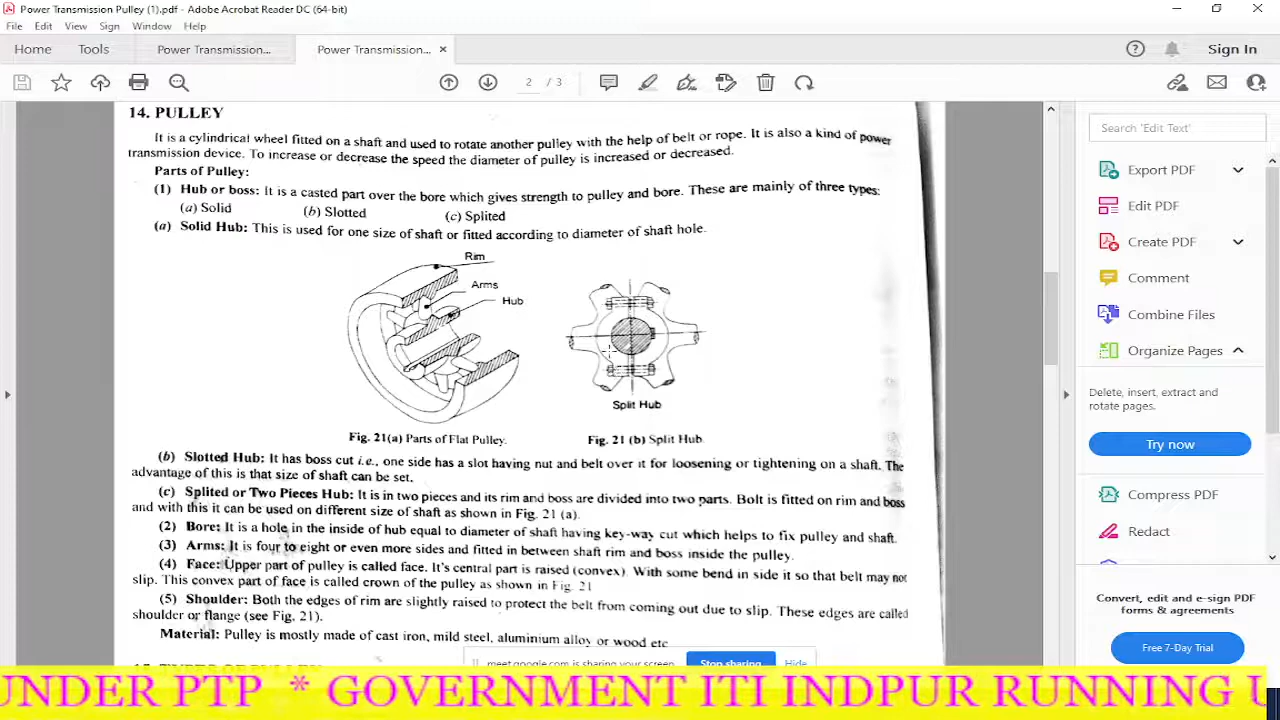 Power Transmission Pulley (1).pdf - Adobe Acrobat Reader DC (64-bit)
File Edit View Sign Window Help
Home Tools Power Transmission... Power Transmission... × Sign In
2 / 3
14. PULLEY
It is a cylindrical wheel fitted on a shaft and used to rotate another pulley with the help of belt or rope. It is also a kind of power
transmission device. To increase or decrease the speed the diameter of pulley is increased or decreased.
Parts of Pulley:
(1) Hub or boss: It is a casted part over the bore which gives strength to pulley and bore. These are mainly of three types:
(a) Solid (b) Slotted (c) Splited
(a) Solid Hub: This is used for one size of shaft or fitted according to diameter of shaft hole.
Rim
Arms
Hub
Split Hub
Fig. 21(a) Parts of Flat Pulley. Fig. 21 (b) Split Hub.
(b) Slotted Hub: It has boss cut i.e., one side has a slot having nut and belt over it for loosening or tightening on a shaft. The
advantage of this is that size of shaft can be set.
(c) Splited or Two Pieces Hub: It is in two pieces and its rim and boss are divided into two parts. Bolt is fitted on rim and boss
and with this it can be used on different size of shaft as shown in Fig. 21 (a).
(2) Bore: It is a hole in the inside of hub equal to diameter of shaft having key-way cut which helps to fix pulley and shaft.
(3) Arms: It is four to eight or even more sides and fitted in between shaft rim and boss inside the pulley.
(4) Face: Upper part of pulley is called face. It's central part is raised (convex). With some bend in side it so that belt may not
slip. This convex part of face is called crown of the pulley as shown in Fig. 21
(5) Shoulder: Both the edges of rim are slightly raised to protect the belt from coming out due to slip. These edges are called
shoulder or flange (see Fig. 21).
Material: Pulley is mostly made of cast iron, mild steel, aluminium alloy or wood etc
meet.google.com is sharing your screen. Stop sharing Hide
Search 'Edit Text'
Export PDF
Edit PDF
Create PDF
Comment
Combine Files
Organize Pages
Delete, insert, extract and
rotate pages.
Try now
Compress PDF
Redact
Convert, edit and e-sign PDF
forms & agreements
Free 7-Day Trial
UNDER PTP * GOVERNMENT ITI INDPUR RUNNING U